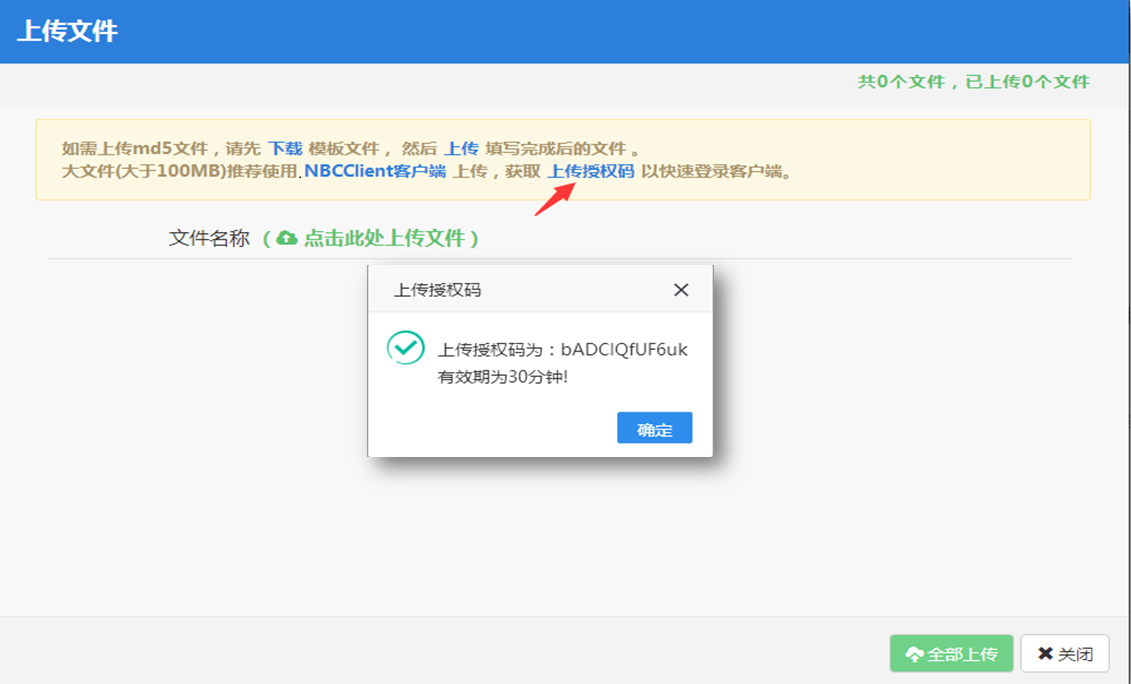 上传文件
共0个文件，已上传0个文件
如需上传md5文件，请先 下载 模板文件， 然后 上传 填写完成后的文件 。
大文件(大于100MB)推荐使用 NBCClient客户端 上传，获取 上传授权码 以快速登录客户端。
文件名称 ( 点击此处上传文件 )
上传授权码
上传授权码为：bADCIQfUF6uk
有效期为30分钟!
确定
全部上传 关闭